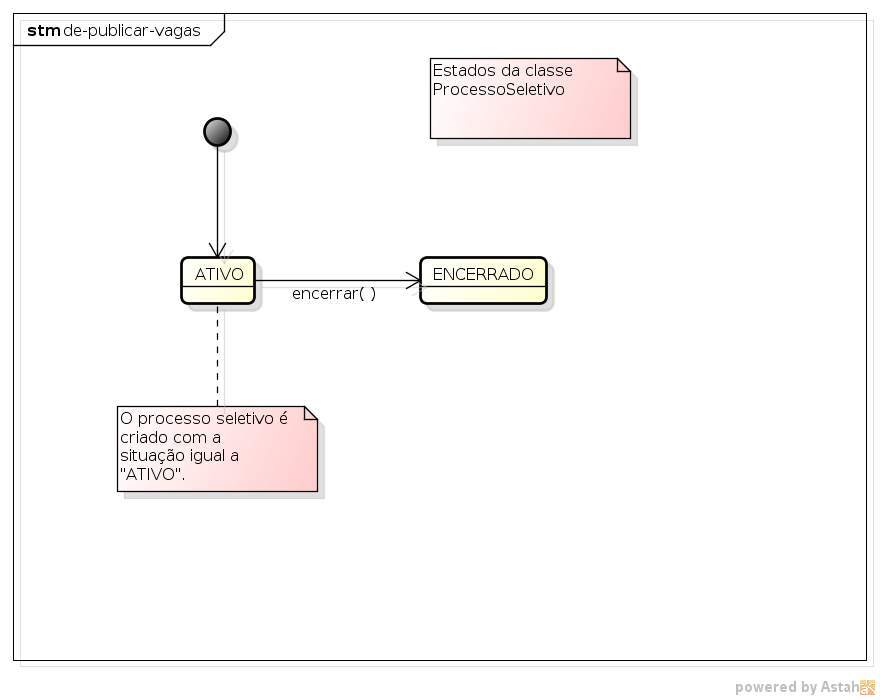 stm de-publicar-vagas
Estados da classe
ProcessoSeletivo
ATIVO
ENCERRADO
encerrar( )
O processo seletivo é
criado com a
situação igual a
"ATIVO".
powered by Astah